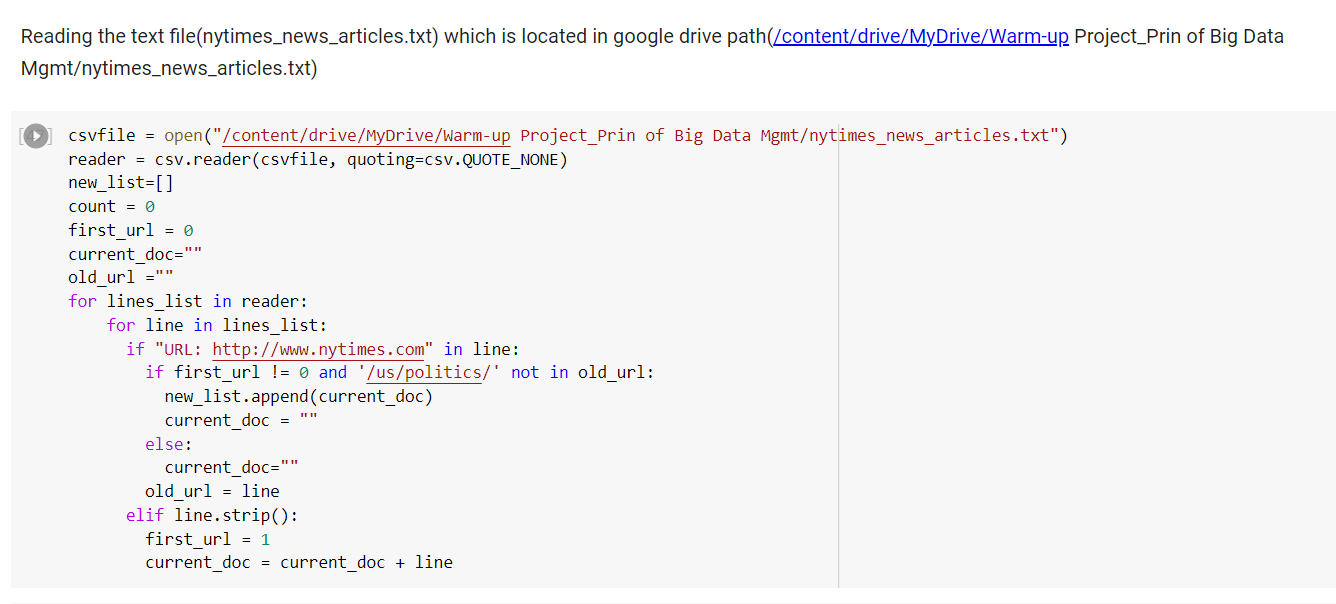 Reading the text file(nytimes_news_articles.txt) which is located in google drive path(/content/drive/MyDrive/Warm-up Project_Prin of Big Data
Mgmt/nytimes_news_articles.txt)
csvfile = open("/content/drive/MyDrive/Warm-up Project_Prin of Big Data Mgmt/nytimes_news_articles.txt")
reader = csv.reader(csvfile, quoting=csv.QUOTE_NONE)
new_list=[]
count = 0
first_url = 0
current_doc=""
old_url =""
for lines_list in reader:
    for line in lines_list:
      if "URL: http://www.nytimes.com" in line:
        if first_url != 0 and '/us/politics/' not in old_url:
          new_list.append(current_doc)
          current_doc = ""
        else:
          current_doc=""
        old_url = line
      elif line.strip():
        first_url = 1
        current_doc = current_doc + line